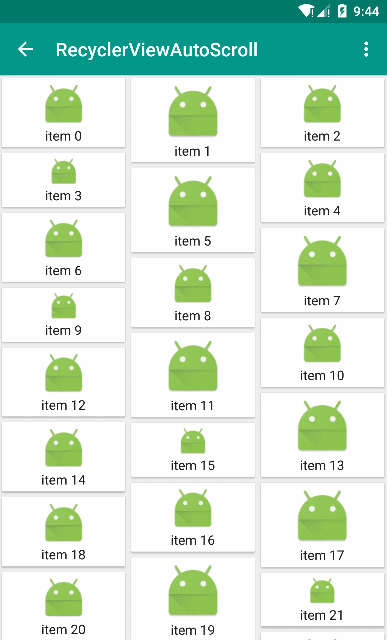 9:44
RecyclerViewAutoScroll
item 0
item 1
item 2
item 3
item 4
item 5
item 6
item 7
item 8
item 9
item 10
item 11
item 12
item 13
item 14
item 15
item 16
item 17
item 18
item 19
item 20
item 21